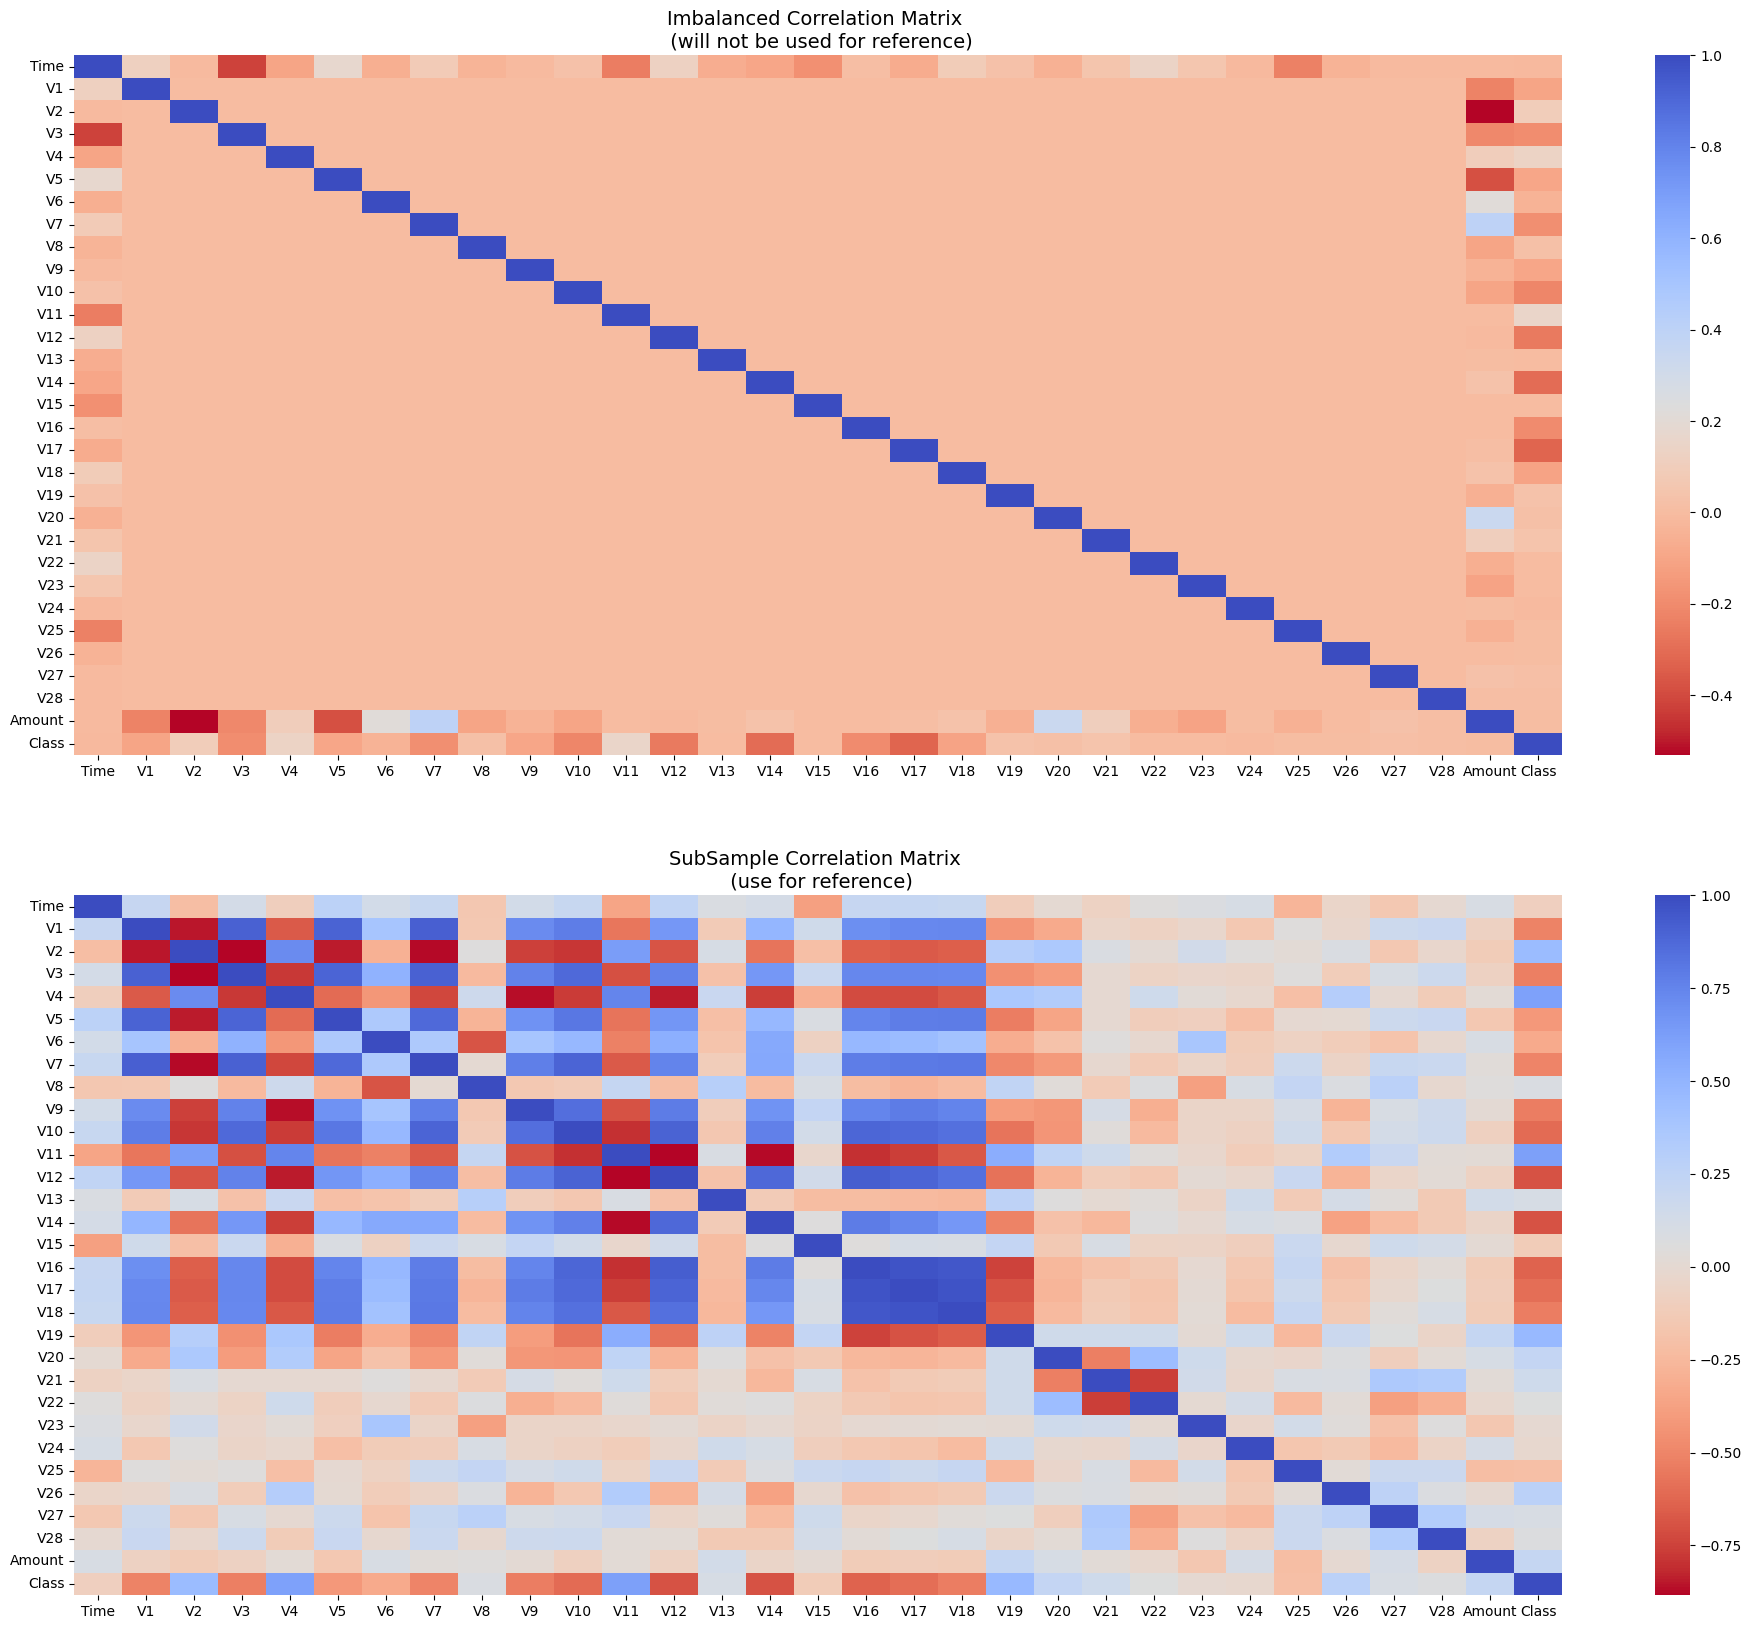 Imbalanced Correlation Matrix
(will not be used for reference)
Time
V1
V2
V3
V4
V5
V6
V7
V8
V9
V10
V11
V12
V13
V14
V15
V16
V17
V18
V19
V20
V21
V22
V23
V24
V25
V26
V27
V28
Amount
Class
Time V1 V2 V3 V4 V5 V6 V7 V8 V9 V10 V11 V12 V13 V14 V15 V16 V17 V18 V19 V20 V21 V22 V23 V24 V25 V26 V27 V28 Amount Class
1.0
0.8
0.6
0.4
0.2
0.0
−0.2
−0.4
SubSample Correlation Matrix
(use for reference)
Time
V1
V2
V3
V4
V5
V6
V7
V8
V9
V10
V11
V12
V13
V14
V15
V16
V17
V18
V19
V20
V21
V22
V23
V24
V25
V26
V27
V28
Amount
Class
Time V1 V2 V3 V4 V5 V6 V7 V8 V9 V10 V11 V12 V13 V14 V15 V16 V17 V18 V19 V20 V21 V22 V23 V24 V25 V26 V27 V28 Amount Class
1.00
0.75
0.50
0.25
0.00
−0.25
−0.50
−0.75